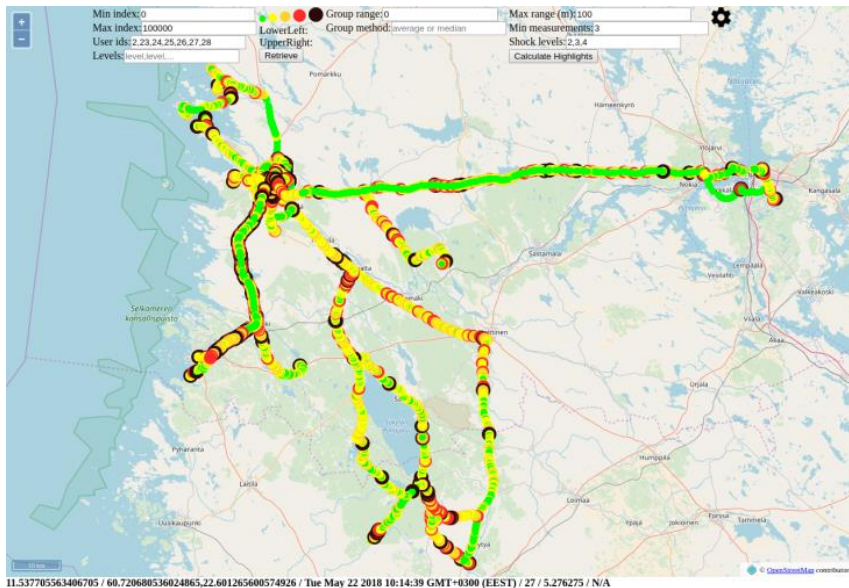 Min index: 0
Group range: 0
Max range (m): 100
Max index: 100000
LowerLeft:
Group method: average or median
Min measurements: 3
User ids: 2,23,24,25,26,27,28
UpperRight:
Shock levels: 2,3,4
Levels: level,level,...
Retrieve
Calculate Highlights
+
−
Pomarkku
Hämeenkyrö
Ylöjärvi
Nokia
Kangasala
Sastamala
Lempäälä
Vesilahti
Valkeakoski
Selkämeren
kansallispuisto
Viiala
Akaa
Urjala
Pyhäranta
Humppila
Laitila
Loimaa
Uusikaupunki
Ypäjä
Jokioinen
Forssa
Tammela
10 km
© OpenStreetMap contributors
11.537705563406705 / 60.720680536024865,22.601265600574926 / Tue May 22 2018 10:14:39 GMT+0300 (EEST) / 27 / 5.276275 / N/A